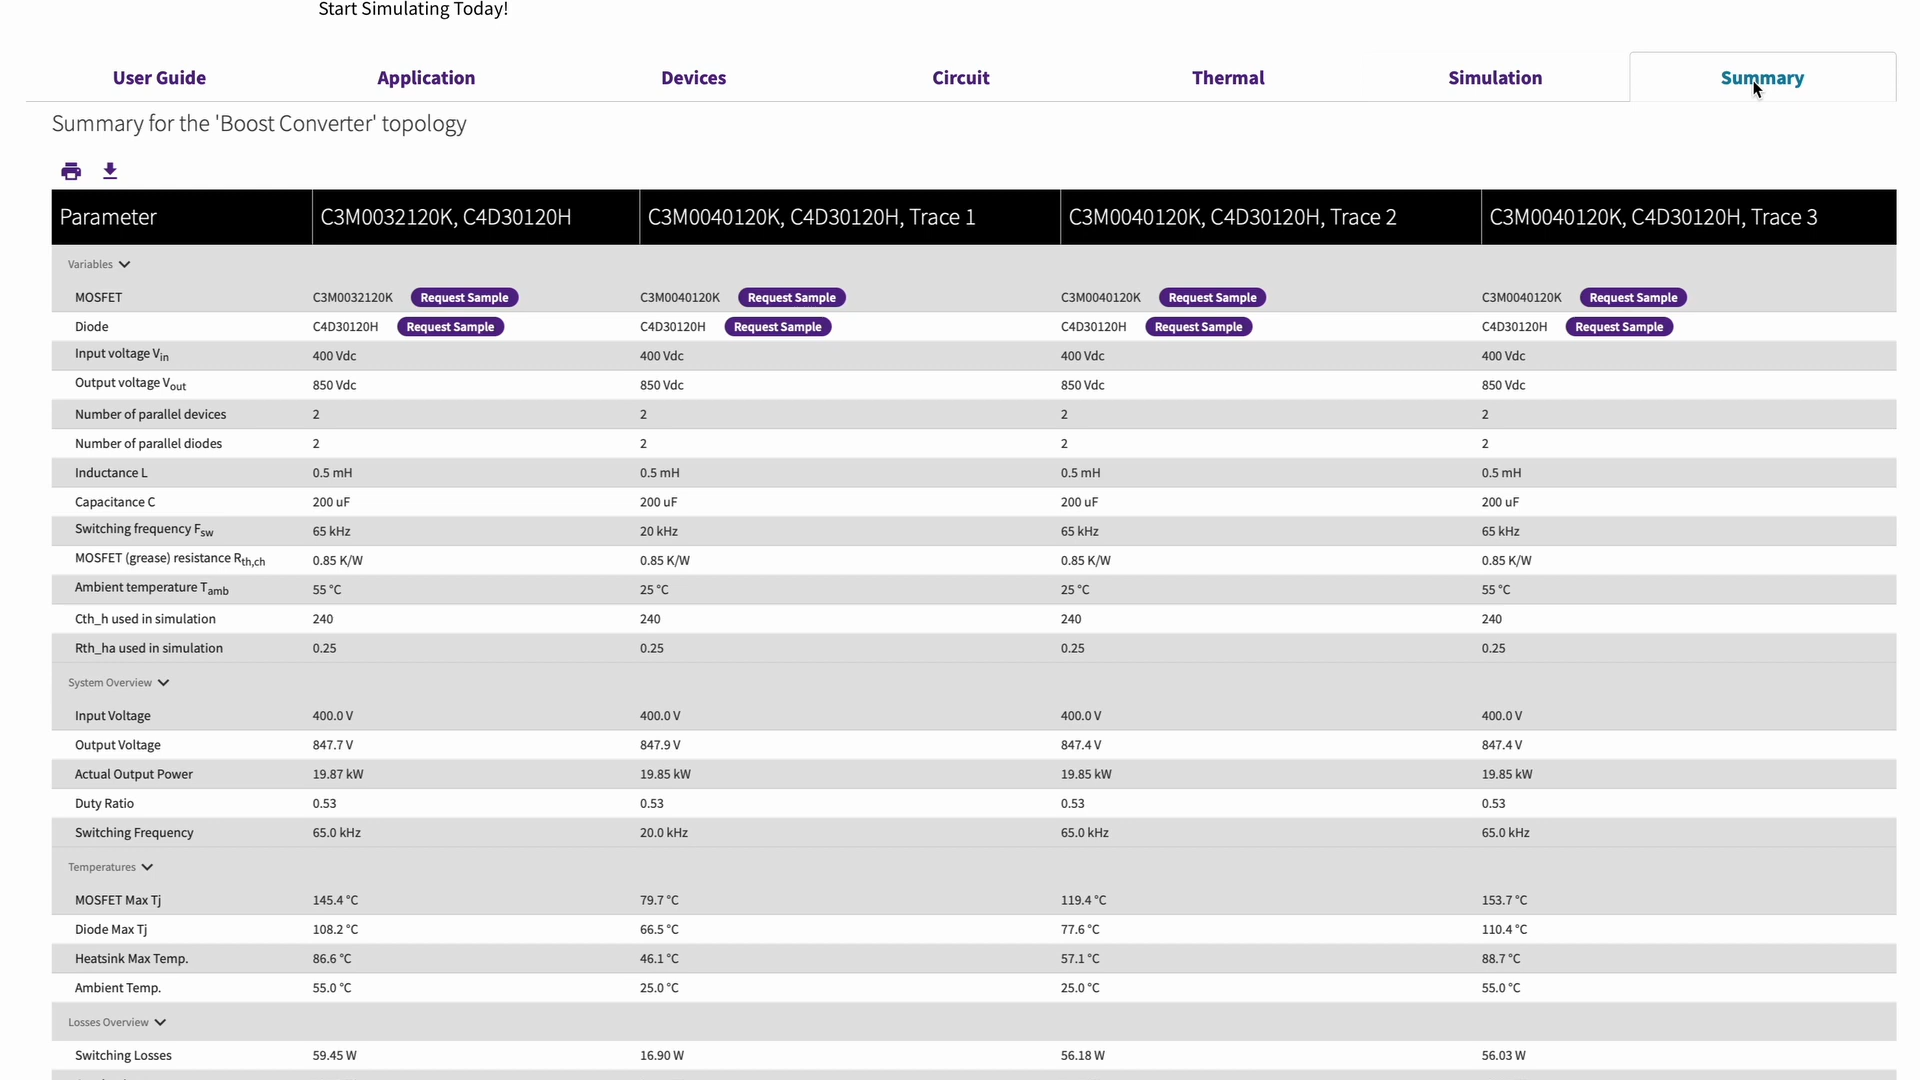 Start Simulating Today!
User Guide Application Devices Circuit Thermal Simulation Summary
Summary for the 'Boost Converter' topology
Parameter C3M0032120K, C4D30120H C3M0040120K, C4D30120H, Trace 1 C3M0040120K, C4D30120H, Trace 2 C3M0040120K, C4D30120H, Trace 3
Variables
MOSFET C3M0032120K Request Sample C3M0040120K Request Sample C3M0040120K Request Sample C3M0040120K Request Sample
Diode C4D30120H Request Sample C4D30120H Request Sample C4D30120H Request Sample C4D30120H Request Sample
Input voltage Vin 400 Vdc 400 Vdc 400 Vdc 400 Vdc
Output voltage Vout 850 Vdc 850 Vdc 850 Vdc 850 Vdc
Number of parallel devices 2 2 2 2
Number of parallel diodes 2 2 2 2
Inductance L 0.5 mH 0.5 mH 0.5 mH 0.5 mH
Capacitance C 200 uF 200 uF 200 uF 200 uF
Switching frequency Fsw 65 kHz 20 kHz 65 kHz 65 kHz
MOSFET (grease) resistance Rth,ch 0.85 K/W 0.85 K/W 0.85 K/W 0.85 K/W
Ambient temperature Tamb 55 °C 25 °C 25 °C 55 °C
Cth_h used in simulation 240 240 240 240
Rth_ha used in simulation 0.25 0.25 0.25 0.25
System Overview
Input Voltage 400.0 V 400.0 V 400.0 V 400.0 V
Output Voltage 847.7 V 847.9 V 847.4 V 847.4 V
Actual Output Power 19.87 kW 19.85 kW 19.85 kW 19.85 kW
Duty Ratio 0.53 0.53 0.53 0.53
Switching Frequency 65.0 kHz 20.0 kHz 65.0 kHz 65.0 kHz
Temperatures
MOSFET Max Tj 145.4 °C 79.7 °C 119.4 °C 153.7 °C
Diode Max Tj 108.2 °C 66.5 °C 77.6 °C 110.4 °C
Heatsink Max Temp. 86.6 °C 46.1 °C 57.1 °C 88.7 °C
Ambient Temp. 55.0 °C 25.0 °C 25.0 °C 55.0 °C
Losses Overview
Switching Losses 59.45 W 16.90 W 56.18 W 56.03 W